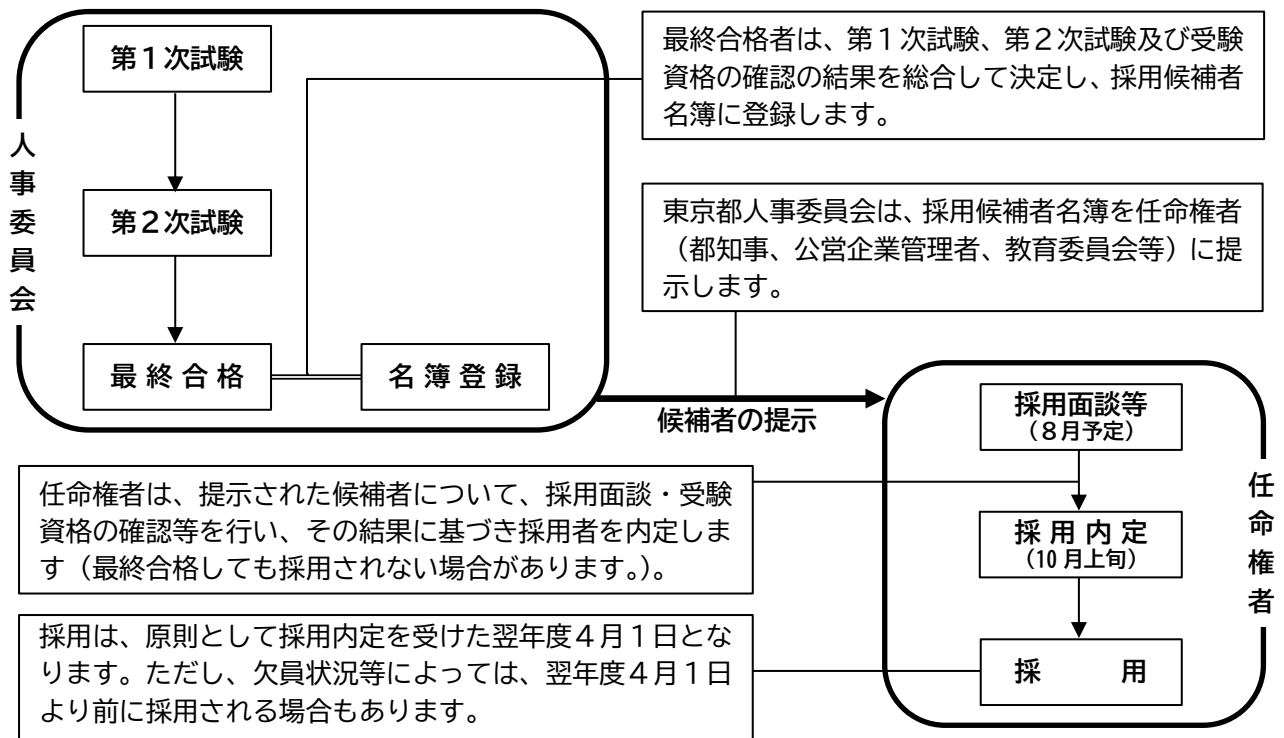 人事委員会
第1次試験
第2次試験
最終合格
名簿登録
最終合格者は、第1次試験、第2次試験及び受験
資格の確認の結果を総合して決定し、採用候補者
名簿に登録します。
東京都人事委員会は、採用候補者名簿を任命権者
（都知事、公営企業管理者、教育委員会等）に提
示します。
候補者の提示
任命権者
採用面談等
（８月予定）
採用内定
（10月上旬）
採　用
任命権者は、提示された候補者について、採用面談・受験
資格の確認等を行い、その結果に基づき採用者を内定しま
す（最終合格しても採用されない場合があります。）。
採用は、原則として採用内定を受けた翌年度４月１日とな
ります。ただし、欠員状況等によっては、翌年度４月１日
より前に採用される場合もあります。